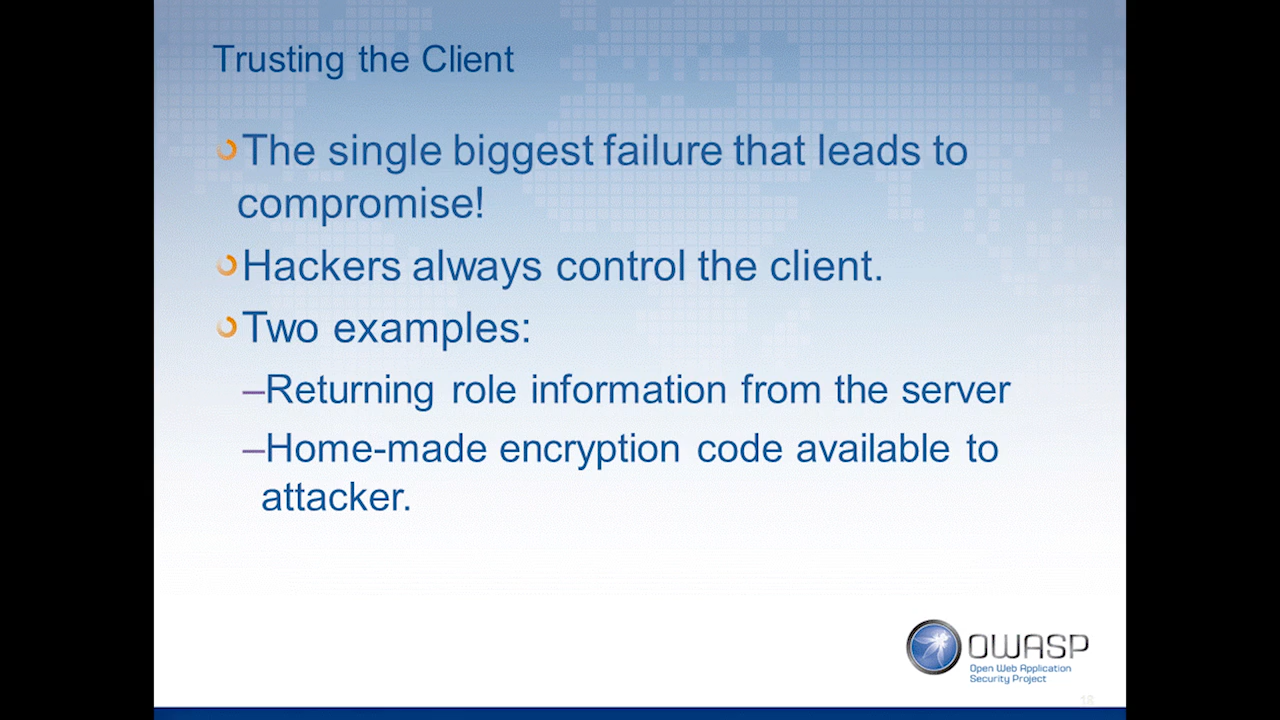 Trusting the Client
The single biggest failure that leads to
compromise!
Hackers always control the client.
Two examples:
–Returning role information from the server
–Home-made encryption code available to
attacker.
OWASP
Open Web Application
Security Project
18